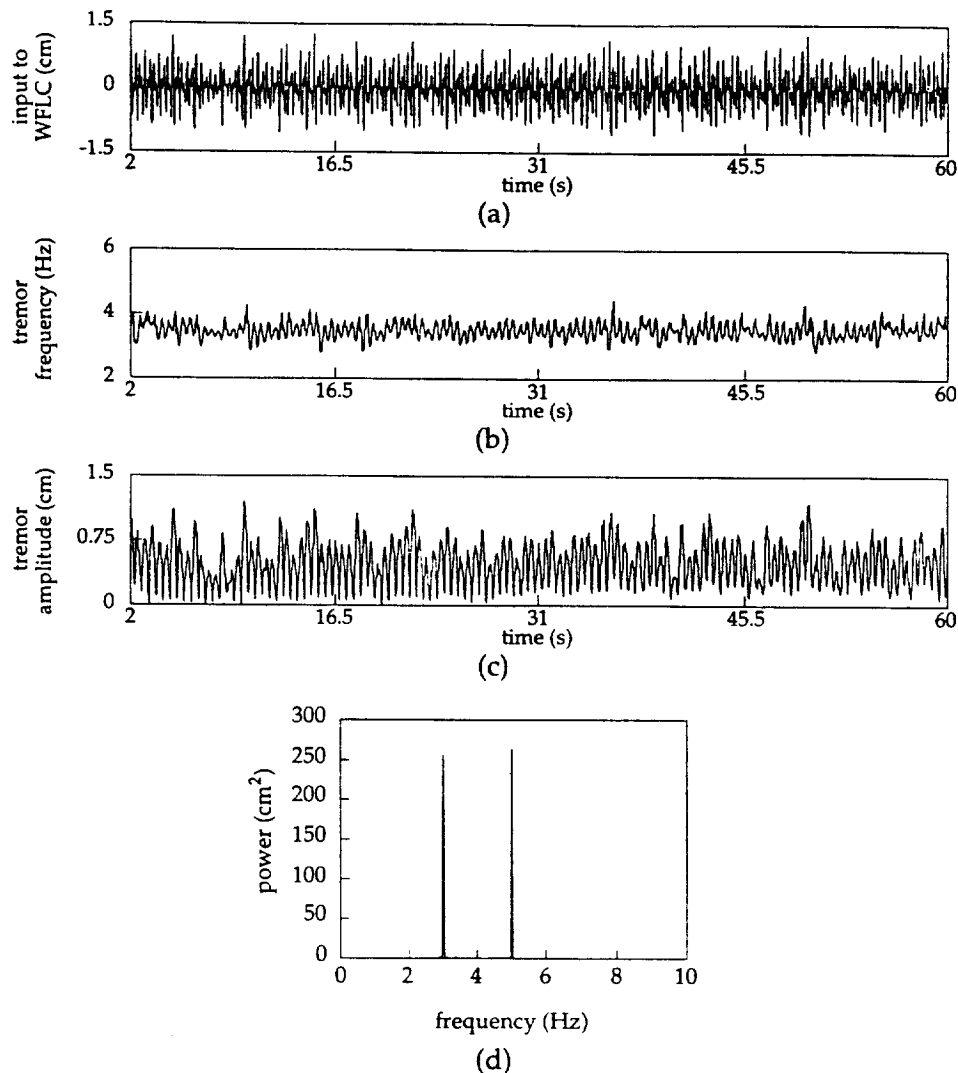 1.5
input to
WFLC (cm)
0
-1.5
2 16.5 31 45.5 60
time (s)
(a)
6
tremor
frequency (Hz)
4
2
2 16.5 31 45.5 60
time (s)
(b)
1.5
tremor
amplitude (cm)
0.75
0
2 16.5 31 45.5 60
time (s)
(c)
300
250
200
150
100
50
0
power (cm²)
0 2 4 6 8 10
frequency (Hz)
(d)